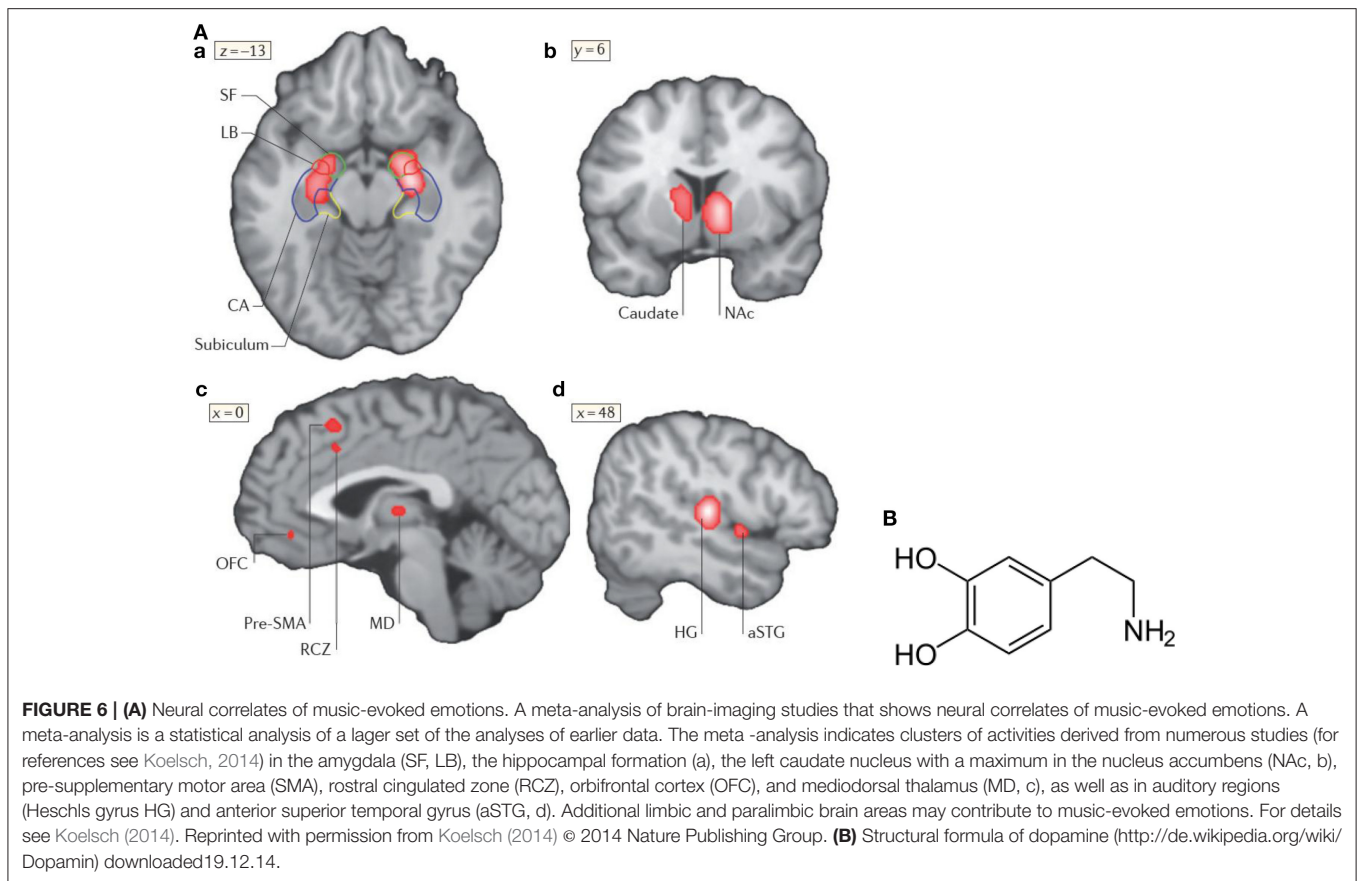 A
a z=–13
b y=6
SF
LB
CA
Subiculum
Caudate
NAc
c
x=0
d
x=48
OFC
Pre-SMA
RCZ
MD
HG
aSTG
B
HO
HO
NH2
FIGURE 6 | (A) Neural correlates of music-evoked emotions. A meta-analysis of brain-imaging studies that shows neural correlates of music-evoked emotions. A
meta-analysis is a statistical analysis of a lager set of the analyses of earlier data. The meta -analysis indicates clusters of activities derived from numerous studies (for
references see Koelsch, 2014) in the amygdala (SF, LB), the hippocampal formation (a), the left caudate nucleus with a maximum in the nucleus accumbens (NAc, b),
pre-supplementary motor area (SMA), rostral cingulated zone (RCZ), orbifrontal cortex (OFC), and mediodorsal thalamus (MD, c), as well as in auditory regions
(Heschls gyrus HG) and anterior superior temporal gyrus (aSTG, d). Additional limbic and paralimbic brain areas may contribute to music-evoked emotions. For details
see Koelsch (2014). Reprinted with permission from Koelsch (2014) © 2014 Nature Publishing Group. (B) Structural formula of dopamine (http://de.wikipedia.org/wiki/
Dopamin) downloaded19.12.14.